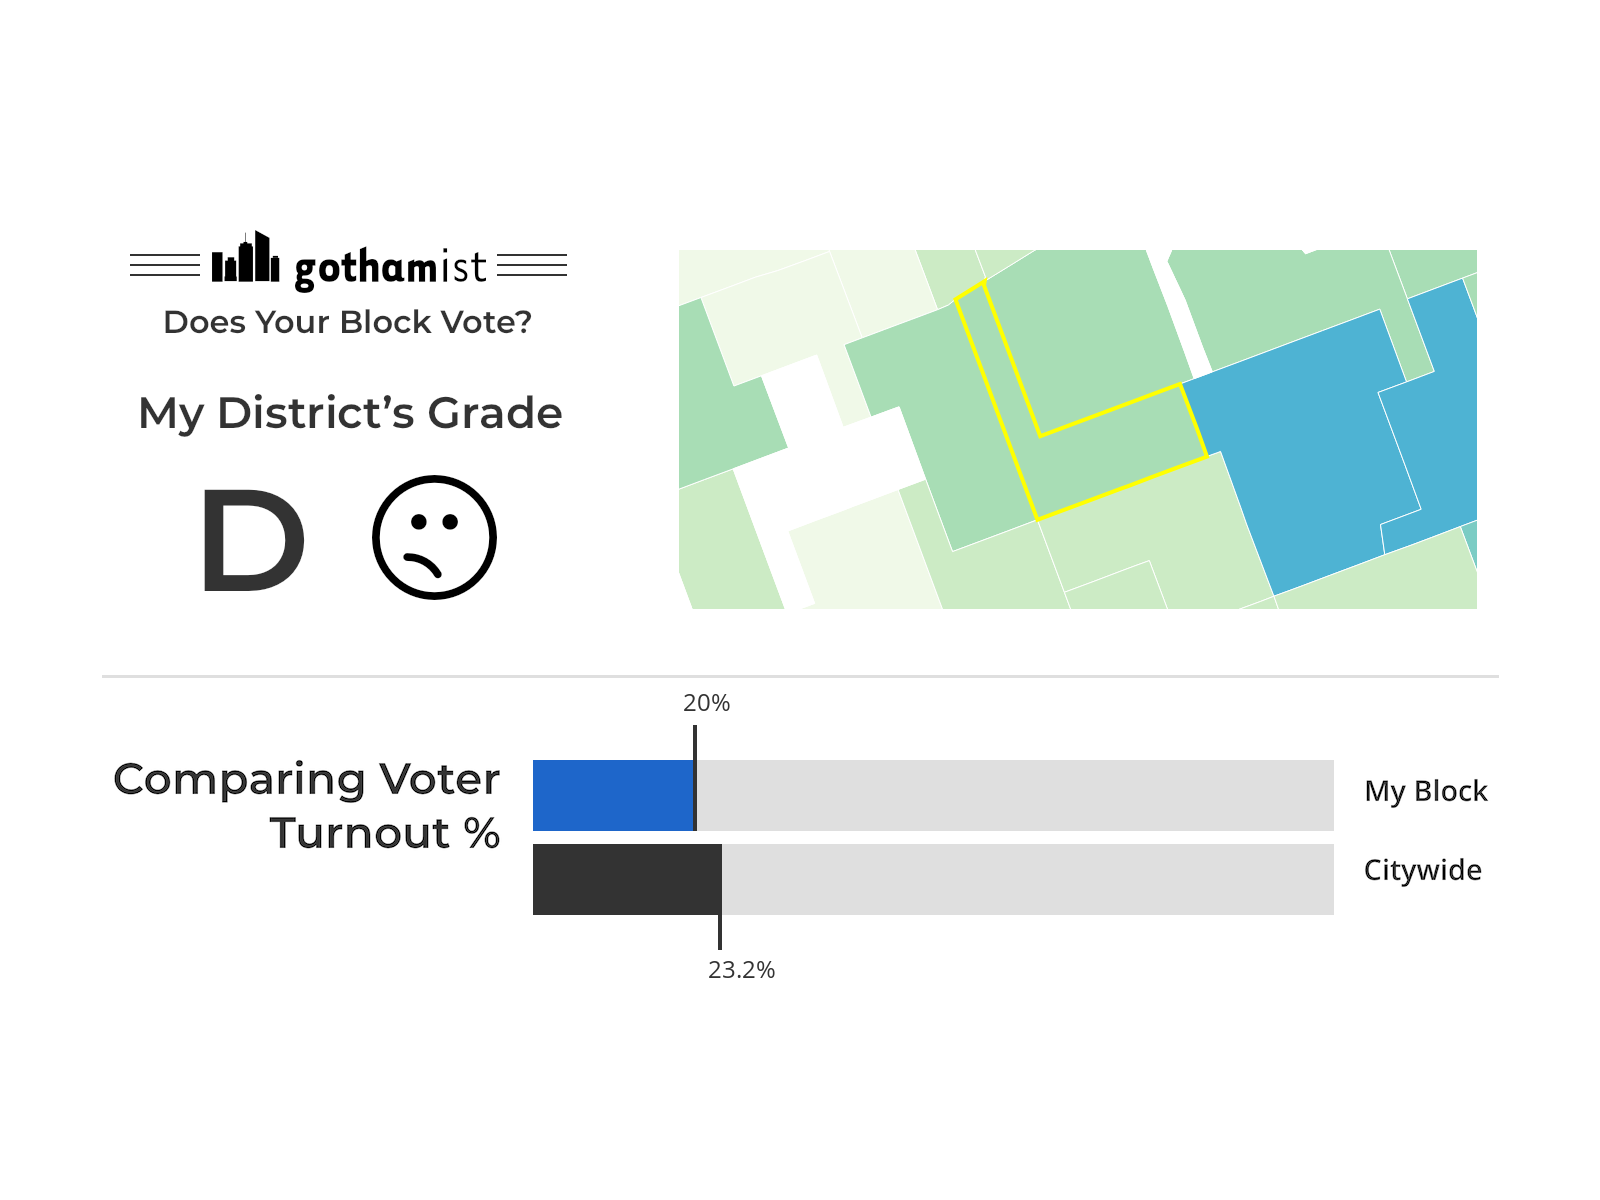 gothamist
Does Your Block Vote?
My District’s Grade
D
20%
Comparing Voter
Turnout %
My Block
Citywide
23.2%